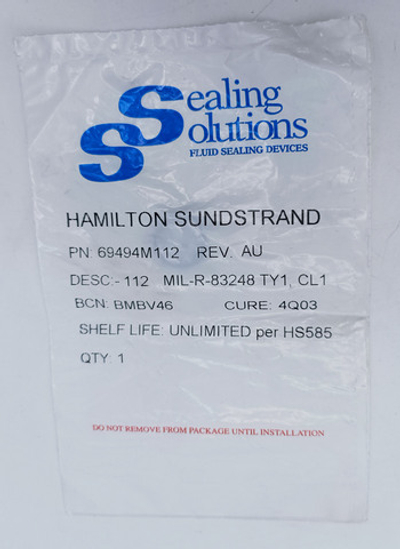 Sealing
Solutions
FLUID SEALING DEVICES
HAMILTON SUNDSTRAND
PN: 69494M112 REV. AU
DESC:- 112 MIL-R-83248 TY1, CL1
BCN: BMBV46 CURE: 4Q03
SHELF LIFE: UNLIMITED per HS585
QTY 1
DO NOT REMOVE FROM PACKAGE UNTIL INSTALLATION